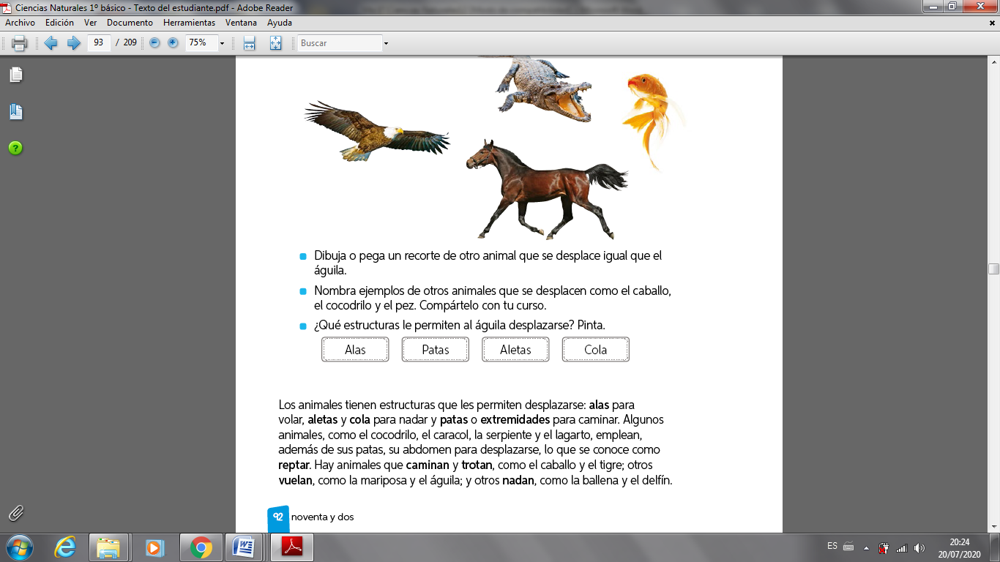 Ciencias Naturales 1º básico - Texto del estudiante.pdf - Adobe Reader
Archivo Edición Ver Documento Herramientas Ventana Ayuda
93 / 209 75% Buscar
Dibuja o pega un recorte de otro animal que se desplace igual que el
águila.
Nombra ejemplos de otros animales que se desplacen como el caballo,
el cocodrilo y el pez. Compártelo con tu curso.
¿Qué estructuras le permiten al águila desplazarse? Pinta.
Alas Patas Aletas Cola
Los animales tienen estructuras que les permiten desplazarse: alas para
volar, aletas y cola para nadar y patas o extremidades para caminar. Algunos
animales, como el cocodrilo, el caracol, la serpiente y el lagarto, emplean,
además de sus patas, su abdomen para desplazarse, lo que se conoce como
reptar. Hay animales que caminan y trotan, como el caballo y el tigre; otros
vuelan, como la mariposa y el águila; y otros nadan, como la ballena y el delfín.
92 noventa y dos
ES 20:24
20/07/2020